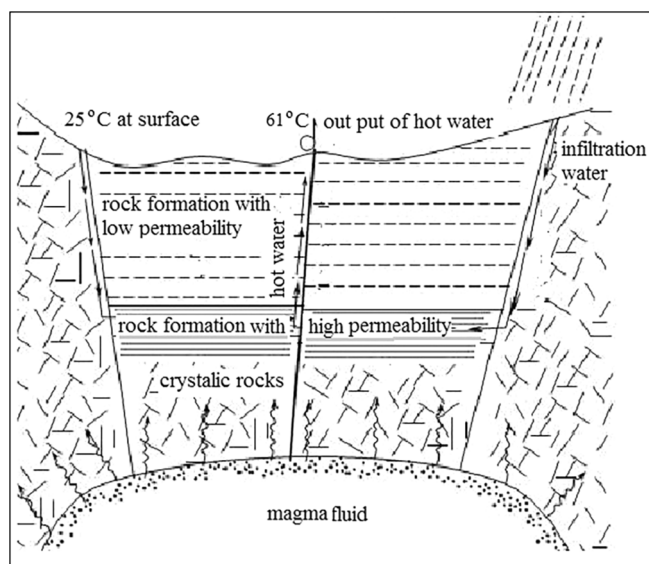 25°C at surface
61°C out put of hot water
infiltration
water
rock formation with
low permeability
hot water
rock formation with
high permeability
crystalic rocks
magma fluid